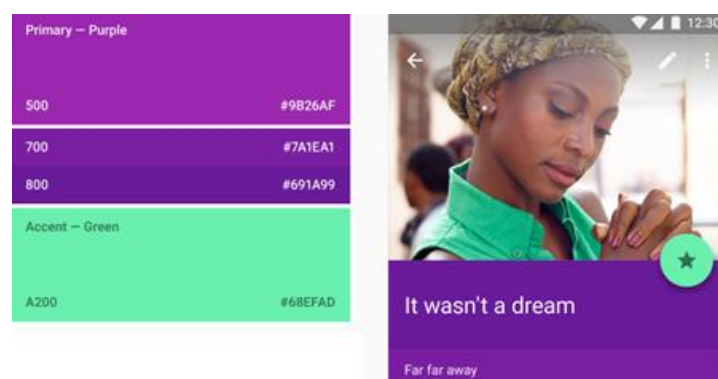 Primary — Purple
500 #9B26AF
700 #7A1EA1
800 #691A99
Accent — Green
A200 #68EFAD
12:30
It wasn't a dream
Far far away